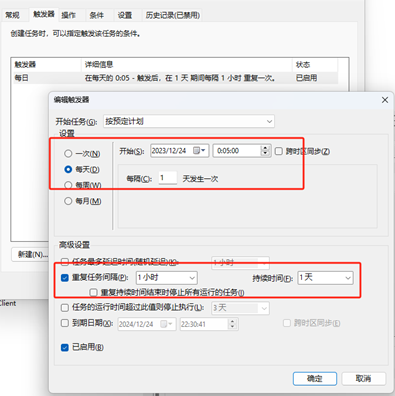 常规 触发器 操作 条件 设置 历史记录(已禁用)
创建任务时，可以指定触发该任务的条件。
触发器 详细信息 状态
每日 在每天的 0:05 - 触发后，在 1 天 期间每隔 1 小时 重复一次。 已启用
编辑触发器
开始任务(G): 按预定计划
设置
一次(N)
每天(D)
每周(W)
每月(M)
开始(S): 2023/12/24 0:05:00 跨时区同步(Z)
每隔(C): 1 天发生一次
新建(N)...
高级设置
任务最多延迟时间(随机延迟)(K): 1 小时
重复任务间隔(P): 1 小时 持续时间(F): 1 天
重复持续时间结束时停止所有运行的任务(I)
任务的运行时间超过此值则停止执行(L): 3 天
到期日期(X): 2024/12/24 22:30:41 跨时区同步(E)
已启用(B)
确定 取消
Client